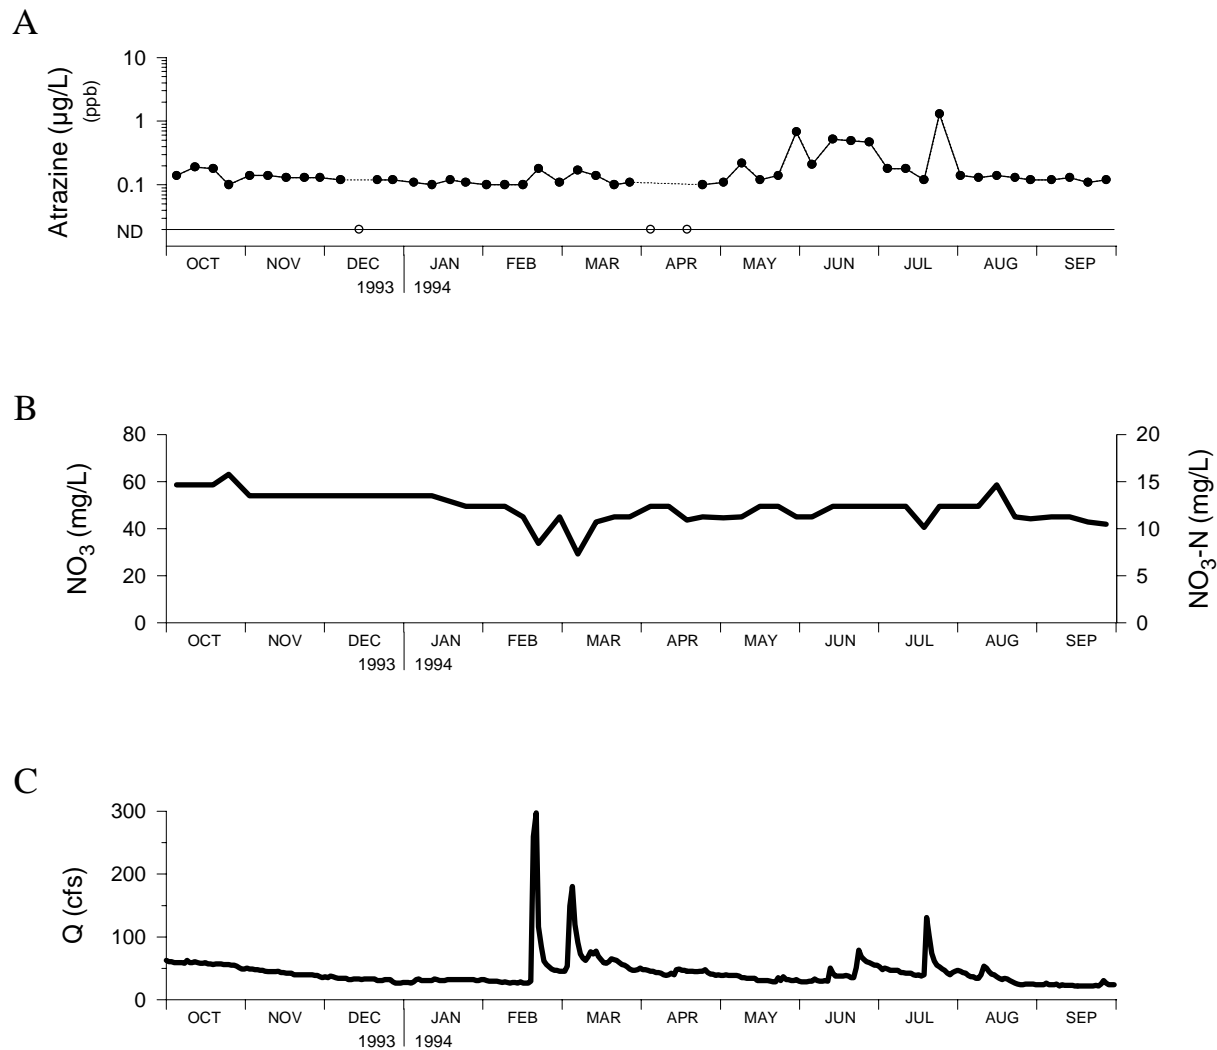 A
Atrazine (µg/L)
(ppb)
10
1
0.1
ND
OCT NOV DEC JAN FEB MAR APR MAY JUN JUL AUG SEP
1993 1994
B
NO3 (mg/L)
80
60
40
20
0
20
15
10
5
0
NO3-N (mg/L)
OCT NOV DEC JAN FEB MAR APR MAY JUN JUL AUG SEP
1993 1994
C
Q (cfs)
300
200
100
0
OCT NOV DEC JAN FEB MAR APR MAY JUN JUL AUG SEP
1993 1994